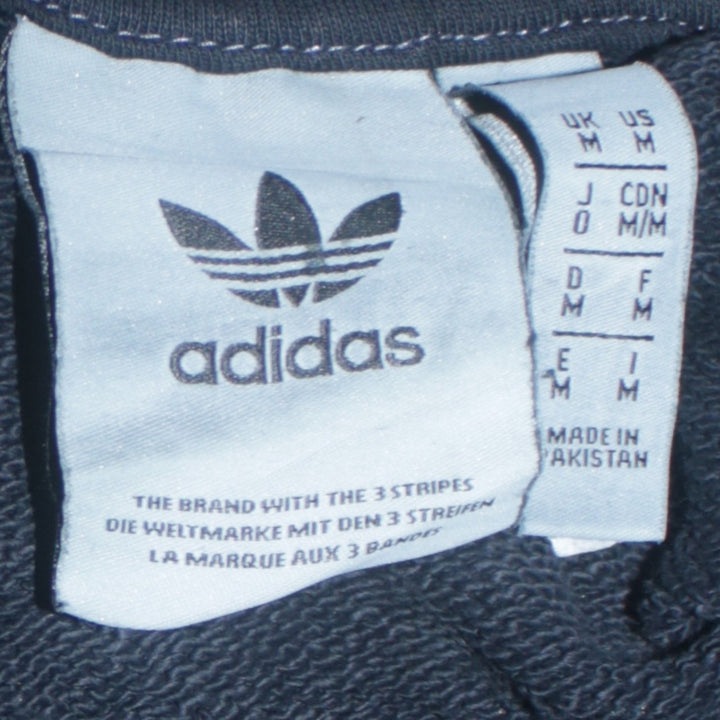 adidas
THE BRAND WITH THE 3 STRIPES
DIE WELTMARKE MIT DEN 3 STREIFEN
LA MARQUE AUX 3 BANDES
UK US
M M
J CDN
O M/M
D F
M M
E I
M M
MADE IN
PAKISTAN